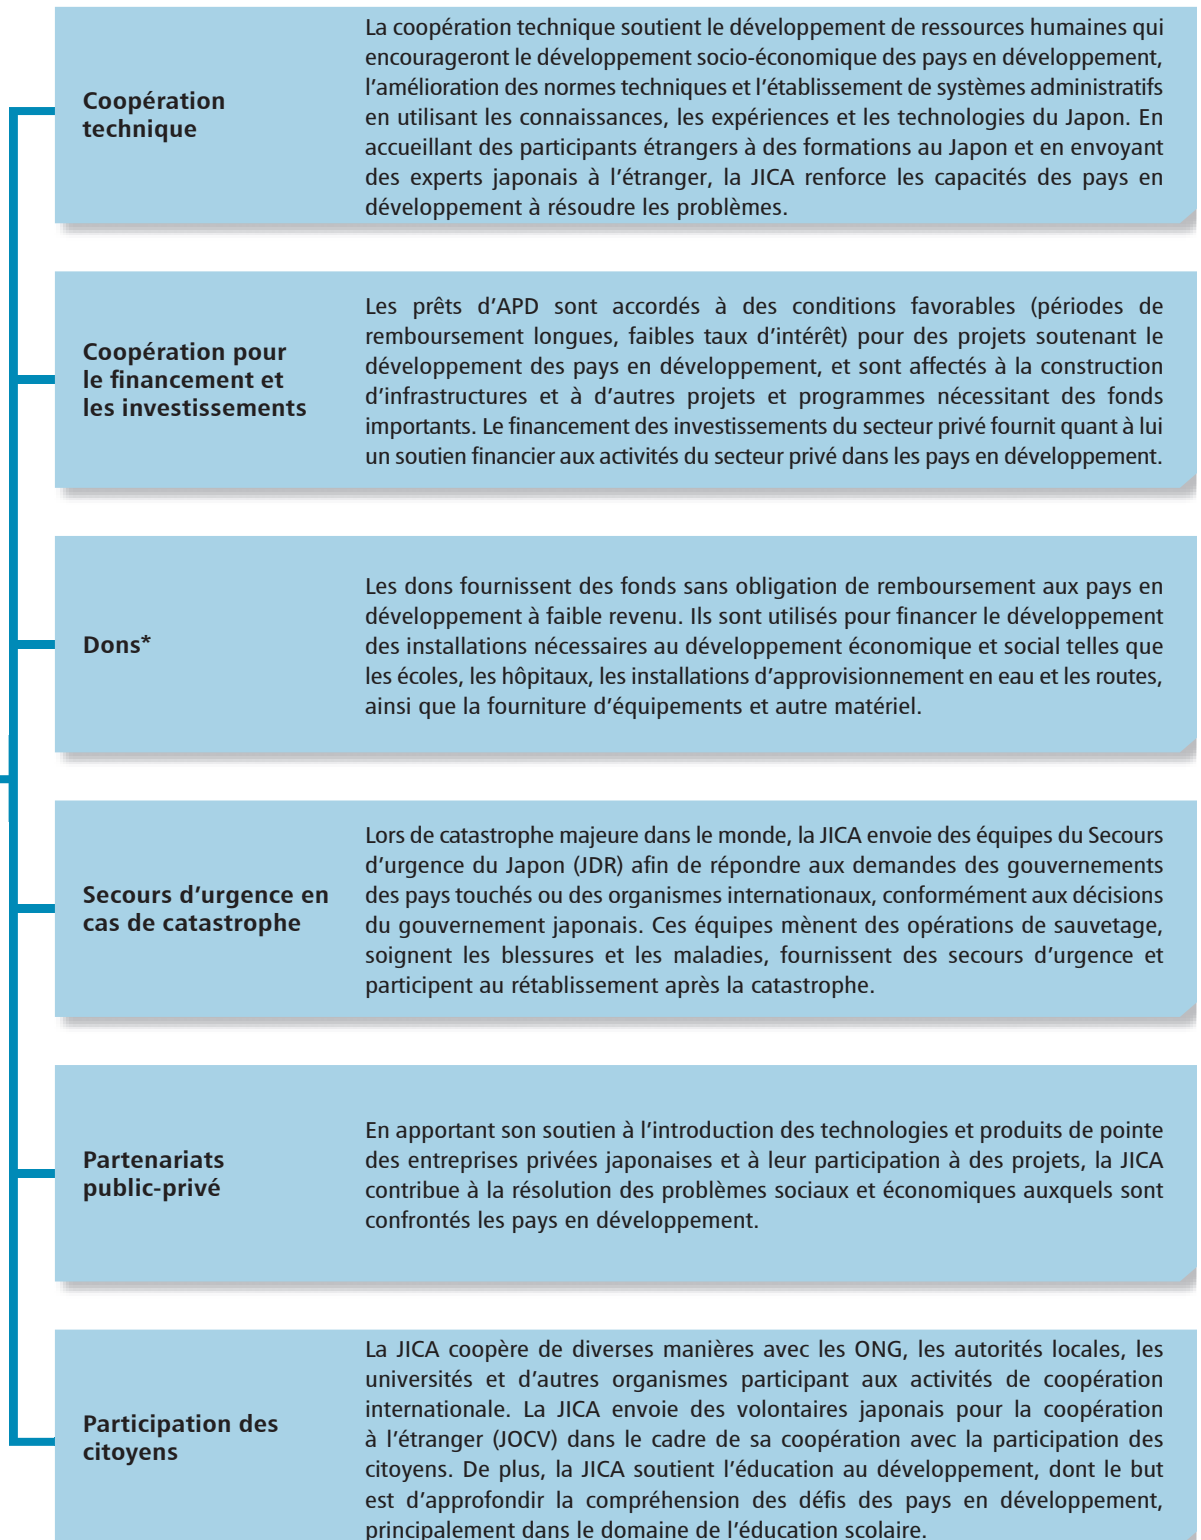 Coopération
technique
La coopération technique soutient le développement de ressources humaines qui
encourageront le développement socio-économique des pays en développement,
l’amélioration des normes techniques et l’établissement de systèmes administratifs
en utilisant les connaissances, les expériences et les technologies du Japon. En
accueillant des participants étrangers à des formations au Japon et en envoyant
des experts japonais à l’étranger, la JICA renforce les capacités des pays en
développement à résoudre les problèmes.
Coopération pour
le financement et
les investissements
Les prêts d’APD sont accordés à des conditions favorables (périodes de
remboursement longues, faibles taux d’intérêt) pour des projets soutenant le
développement des pays en développement, et sont affectés à la construction
d’infrastructures et à d’autres projets et programmes nécessitant des fonds
importants. Le financement des investissements du secteur privé fournit quant à lui
un soutien financier aux activités du secteur privé dans les pays en développement.
Dons*
Les dons fournissent des fonds sans obligation de remboursement aux pays en
développement à faible revenu. Ils sont utilisés pour financer le développement
des installations nécessaires au développement économique et social telles que
les écoles, les hôpitaux, les installations d’approvisionnement en eau et les routes,
ainsi que la fourniture d’équipements et autre matériel.
Secours d’urgence en
cas de catastrophe
Lors de catastrophe majeure dans le monde, la JICA envoie des équipes du Secours
d’urgence du Japon (JDR) afin de répondre aux demandes des gouvernements
des pays touchés ou des organismes internationaux, conformément aux décisions
du gouvernement japonais. Ces équipes mènent des opérations de sauvetage,
soignent les blessures et les maladies, fournissent des secours d’urgence et
participent au rétablissement après la catastrophe.
Partenariats
public-privé
En apportant son soutien à l’introduction des technologies et produits de pointe
des entreprises privées japonaises et à leur participation à des projets, la JICA
contribue à la résolution des problèmes sociaux et économiques auxquels sont
confrontés les pays en développement.
Participation des
citoyens
La JICA coopère de diverses manières avec les ONG, les autorités locales, les
universités et d’autres organismes participant aux activités de coopération
internationale. La JICA envoie des volontaires japonais pour la coopération
à l’étranger (JOCV) dans le cadre de sa coopération avec la participation des
citoyens. De plus, la JICA soutient l’éducation au développement, dont le but
est d’approfondir la compréhension des défis des pays en développement,
principalement dans le domaine de l’éducation scolaire.